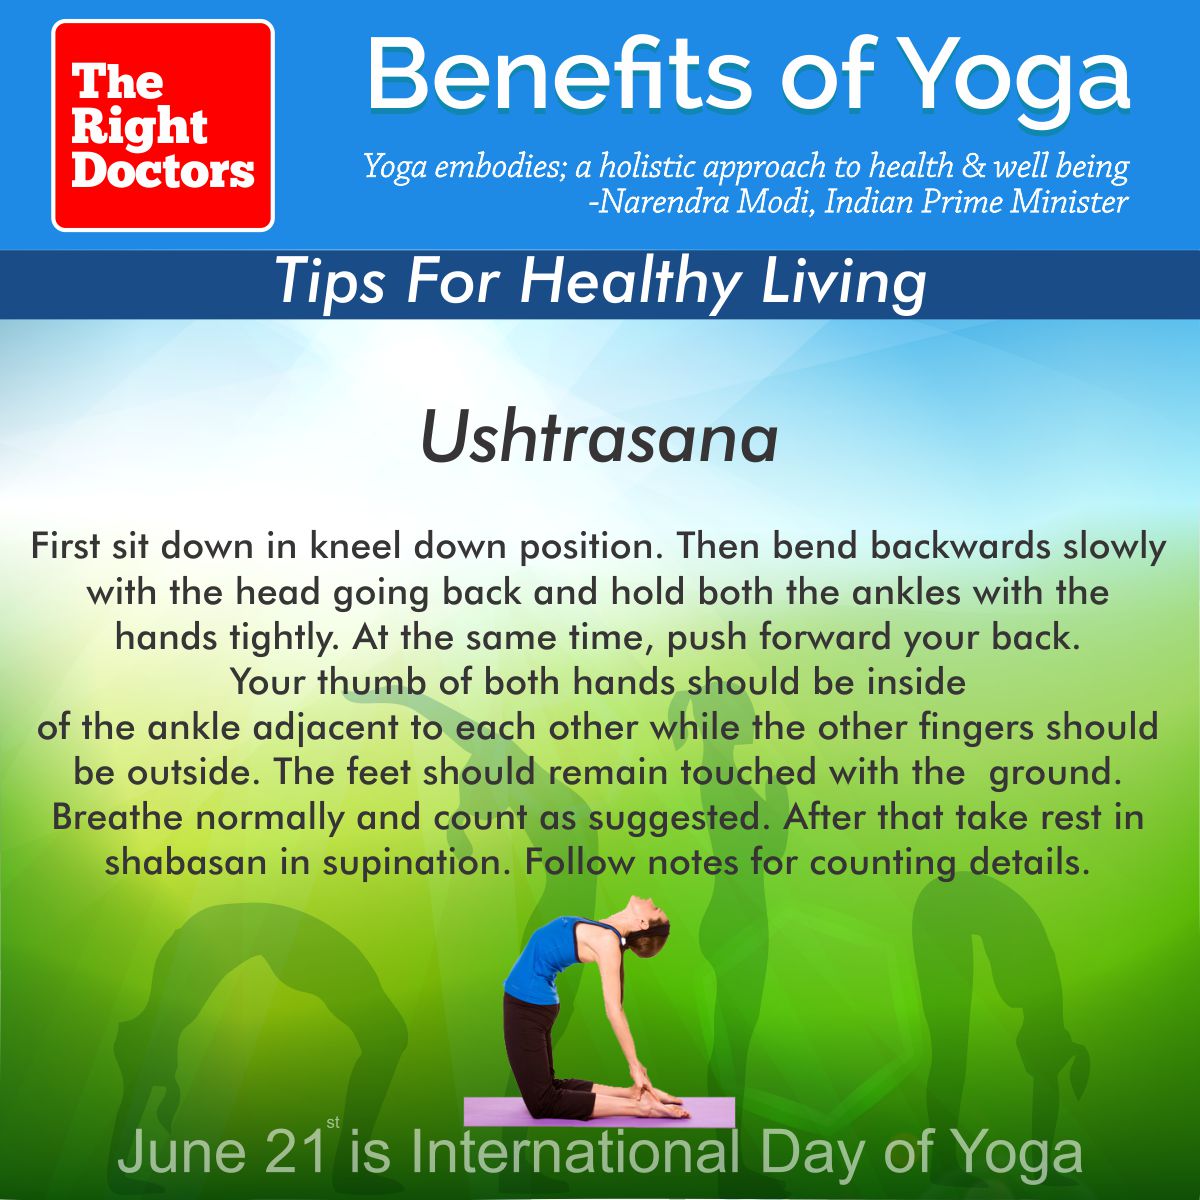 The
Right
Doctors
Benefits of Yoga
Yoga embodies; a holistic approach to health & well being
-Narendra Modi, Indian Prime Minister
Tips For Healthy Living
Ushtrasana
First sit down in kneel down position. Then bend backwards slowly
with the head going back and hold both the ankles with the
hands tightly. At the same time, push forward your back.
Your thumb of both hands should be inside
of the ankle adjacent to each other while the other fingers should
be outside. The feet should remain touched with the ground.
Breathe normally and count as suggested. After that take rest in
shabasan in supination. Follow notes for counting details.
June 21st is International Day of Yoga